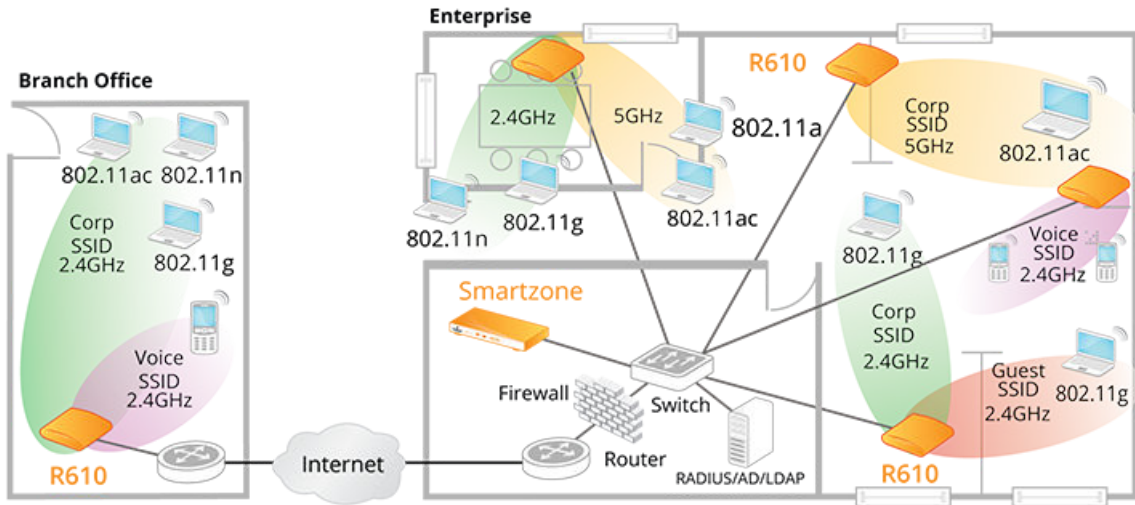 Enterprise
Branch Office
802.11ac
802.11n
Corp
SSID
2.4GHz
802.11g
Voice
SSID
2.4GHz
R610
Internet
2.4GHz
5GHz
802.11a
802.11n
802.11g
802.11ac
R610
Corp
SSID
5GHz
802.11ac
Voice
SSID
2.4GHz
802.11g
Corp
SSID
2.4GHz
Guest
SSID
2.4GHz
802.11g
R610
Smartzone
Firewall
Switch
Router
RADIUS/AD/LDAP